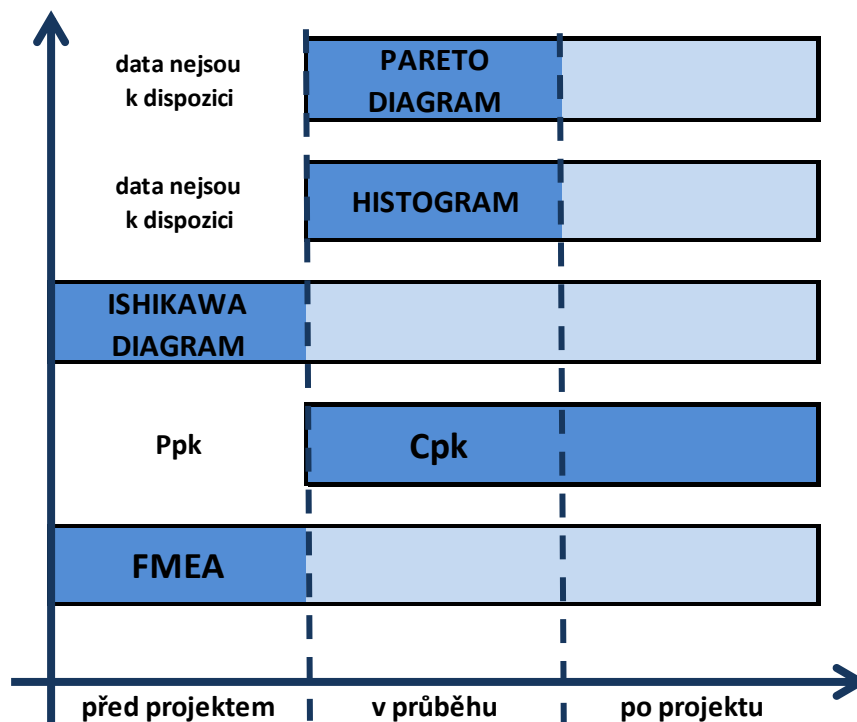 data nejsou
k dispozici
PARETO
DIAGRAM
data nejsou
k dispozici
HISTOGRAM
ISHIKAWA
DIAGRAM
Ppk
Cpk
FMEA
před projektem
v průběhu
po projektu